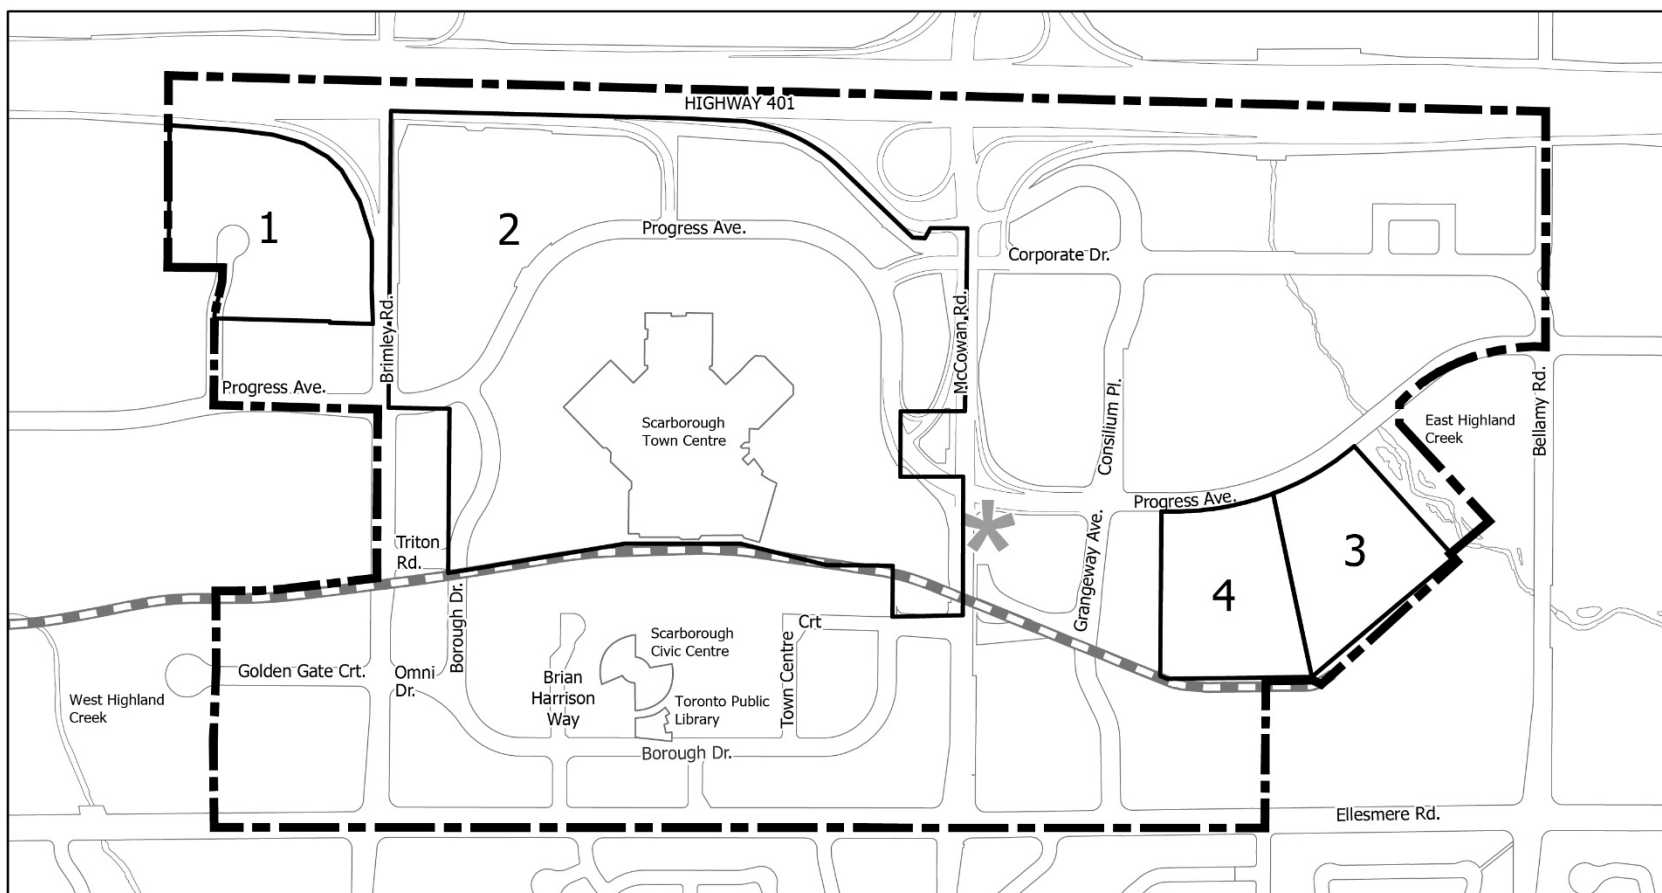 HIGHWAY 401
1
2
Progress Ave.
Corporate Dr.
Brimley Rd.
McCowan Rd.
Progress Ave.
Scarborough
Town Centre
Consilium Pl.
East Highland
Creek
Bellamy Rd.
Progress Ave.
*
Triton
Rd.
Grangeway Ave.
3
4
Borough Dr.
Crt
Town Centre
Scarborough
Civic Centre
Golden Gate Crt.
Omni
Dr.
Brian
Harrison
Way
Toronto Public
Library
West Highland
Creek
Borough Dr.
Ellesmere Rd.